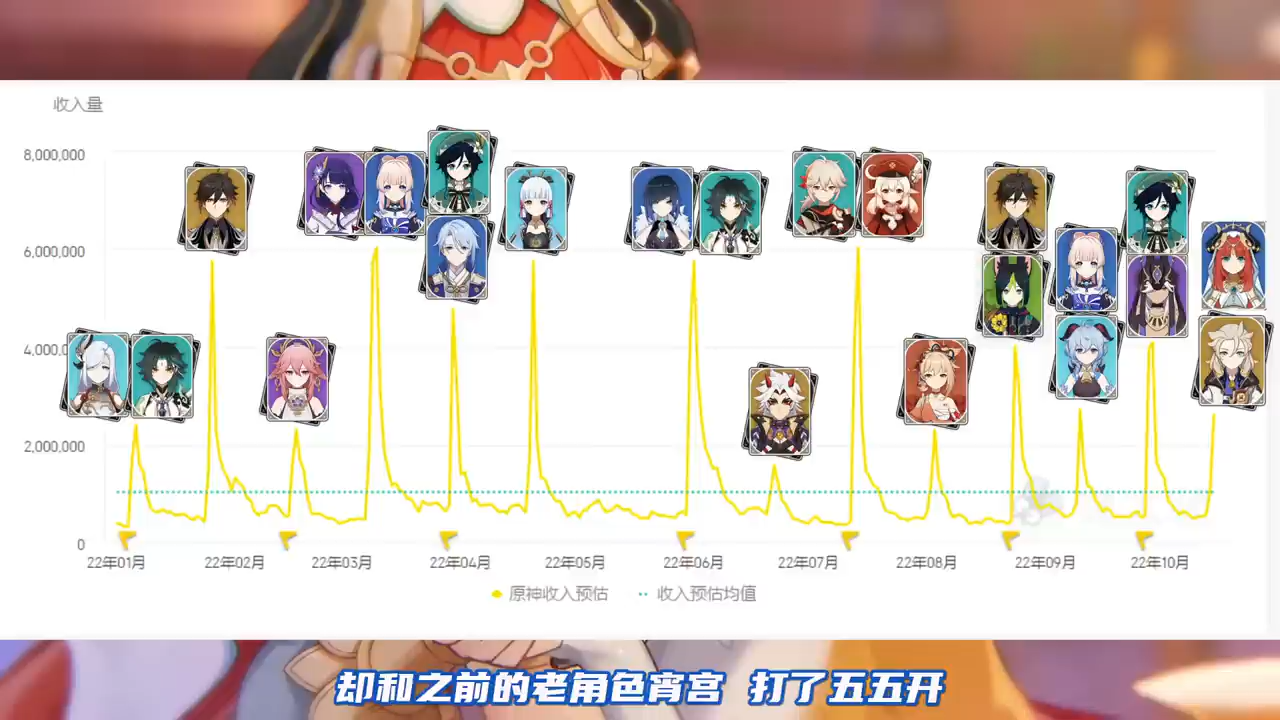 收入量
8,000,000
6,000,000
4,000,0
2,000,000
0
22年01月 22年02月 22年03月 22年04月 22年05月 22年06月 22年07月 22年08月 22年09月 22年10月
原神收入预估 收入预估均值
却和之前的老角色宵宫 打了五五开